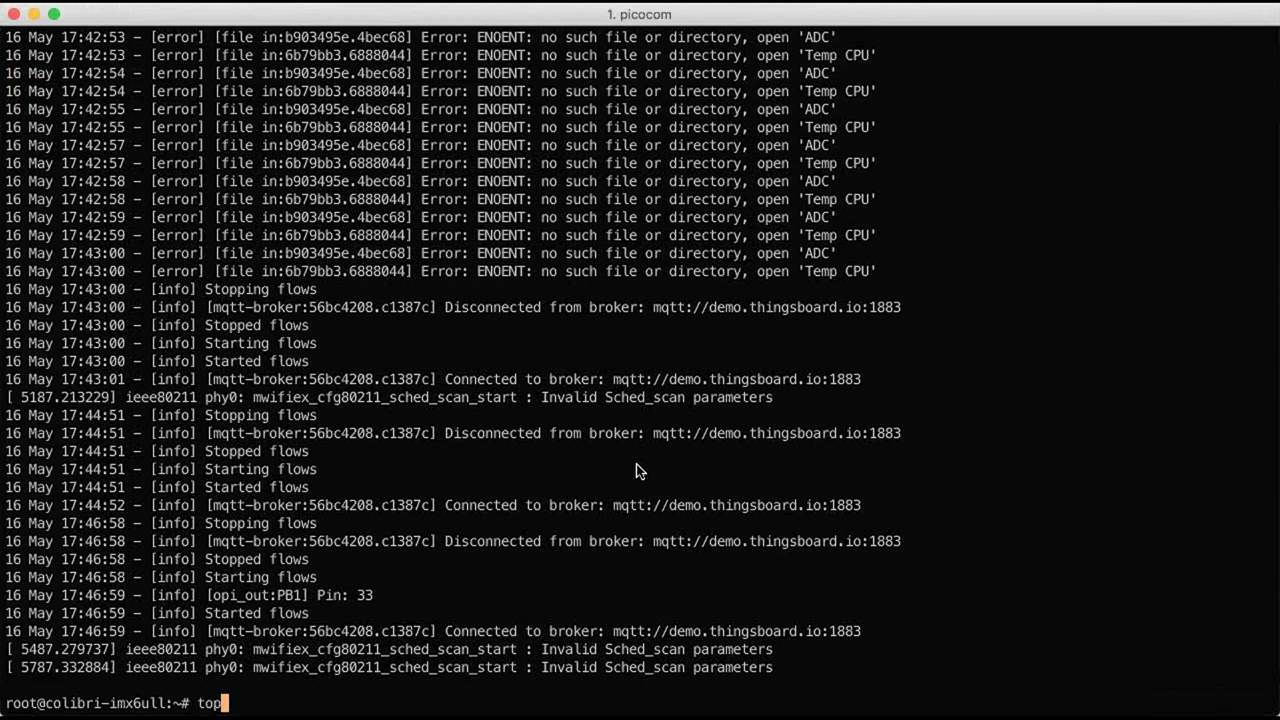 1. picocom
16 May 17:42:53 – [error] [file in:b903495e.4bec68] Error: ENOENT: no such file or directory, open 'ADC'
16 May 17:42:53 – [error] [file in:6b79bb3.6888044] Error: ENOENT: no such file or directory, open 'Temp CPU'
16 May 17:42:54 – [error] [file in:b903495e.4bec68] Error: ENOENT: no such file or directory, open 'ADC'
16 May 17:42:54 – [error] [file in:6b79bb3.6888044] Error: ENOENT: no such file or directory, open 'Temp CPU'
16 May 17:42:55 – [error] [file in:b903495e.4bec68] Error: ENOENT: no such file or directory, open 'ADC'
16 May 17:42:55 – [error] [file in:6b79bb3.6888044] Error: ENOENT: no such file or directory, open 'Temp CPU'
16 May 17:42:57 – [error] [file in:b903495e.4bec68] Error: ENOENT: no such file or directory, open 'ADC'
16 May 17:42:57 – [error] [file in:6b79bb3.6888044] Error: ENOENT: no such file or directory, open 'Temp CPU'
16 May 17:42:58 – [error] [file in:b903495e.4bec68] Error: ENOENT: no such file or directory, open 'ADC'
16 May 17:42:58 – [error] [file in:6b79bb3.6888044] Error: ENOENT: no such file or directory, open 'Temp CPU'
16 May 17:42:59 – [error] [file in:b903495e.4bec68] Error: ENOENT: no such file or directory, open 'ADC'
16 May 17:42:59 – [error] [file in:6b79bb3.6888044] Error: ENOENT: no such file or directory, open 'Temp CPU'
16 May 17:43:00 – [error] [file in:b903495e.4bec68] Error: ENOENT: no such file or directory, open 'ADC'
16 May 17:43:00 – [error] [file in:6b79bb3.6888044] Error: ENOENT: no such file or directory, open 'Temp CPU'
16 May 17:43:00 – [info] Stopping flows
16 May 17:43:00 – [info] [mqtt-broker:56bc4208.c1387c] Disconnected from broker: mqtt://demo.thingsboard.io:1883
16 May 17:43:00 – [info] Stopped flows
16 May 17:43:00 – [info] Starting flows
16 May 17:43:00 – [info] Started flows
16 May 17:43:01 – [info] [mqtt-broker:56bc4208.c1387c] Connected to broker: mqtt://demo.thingsboard.io:1883
[ 5187.213229] ieee80211 phy0: mwifiex_cfg80211_sched_scan_start : Invalid Sched_scan parameters
16 May 17:44:51 – [info] Stopping flows
16 May 17:44:51 – [info] [mqtt-broker:56bc4208.c1387c] Disconnected from broker: mqtt://demo.thingsboard.io:1883
16 May 17:44:51 – [info] Stopped flows
16 May 17:44:51 – [info] Starting flows
16 May 17:44:51 – [info] Started flows
16 May 17:44:52 – [info] [mqtt-broker:56bc4208.c1387c] Connected to broker: mqtt://demo.thingsboard.io:1883
16 May 17:46:58 – [info] Stopping flows
16 May 17:46:58 – [info] [mqtt-broker:56bc4208.c1387c] Disconnected from broker: mqtt://demo.thingsboard.io:1883
16 May 17:46:58 – [info] Stopped flows
16 May 17:46:58 – [info] Starting flows
16 May 17:46:59 – [info] [opi_out:PB1] Pin: 33
16 May 17:46:59 – [info] Started flows
16 May 17:46:59 – [info] [mqtt-broker:56bc4208.c1387c] Connected to broker: mqtt://demo.thingsboard.io:1883
[ 5487.279737] ieee80211 phy0: mwifiex_cfg80211_sched_scan_start : Invalid Sched_scan parameters
[ 5787.332884] ieee80211 phy0: mwifiex_cfg80211_sched_scan_start : Invalid Sched_scan parameters
root@colibri-imx6ull:~# top